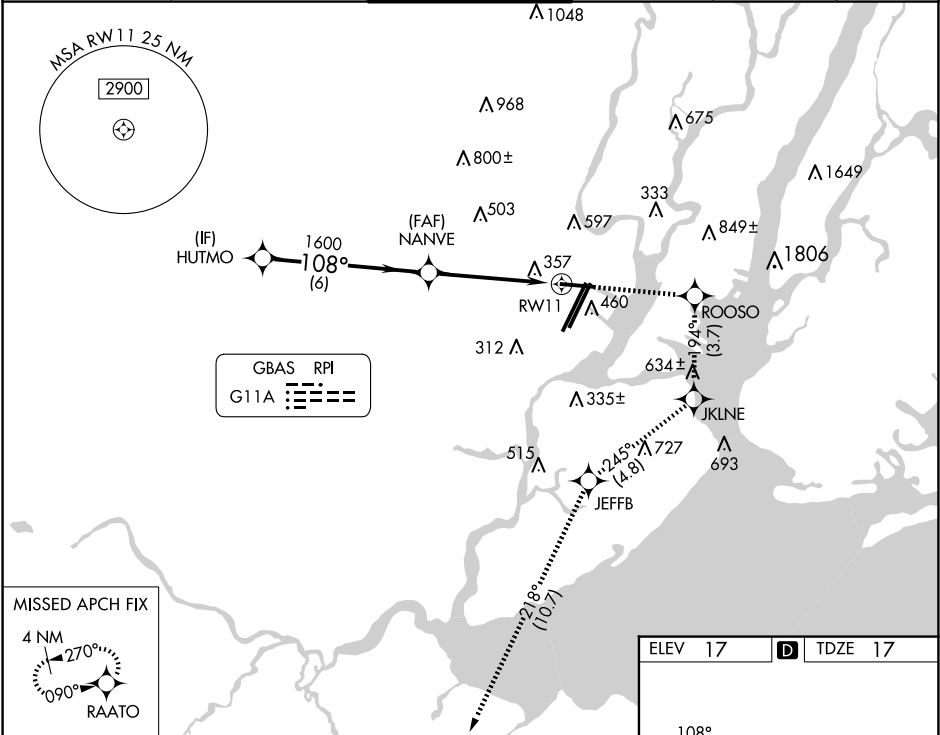 1048
MSA RW11 25 NM
2900
968
675
800±
1649
503
333
597
849±
(IF)
HUTMO
1600
108°
(6)
(FAF)
NANVE
357
1806
RW11
460
ROOSO
194°
(3.7)
312
634±
GBAS RPI
G11A
335±
JKLNE
515
245°
(4.8)
727
693
JEFFB
218°
(10.7)
MISSED APCH FIX
4 NM
270°
090°
RAATO
ELEV 17 D TDZE 17
108°